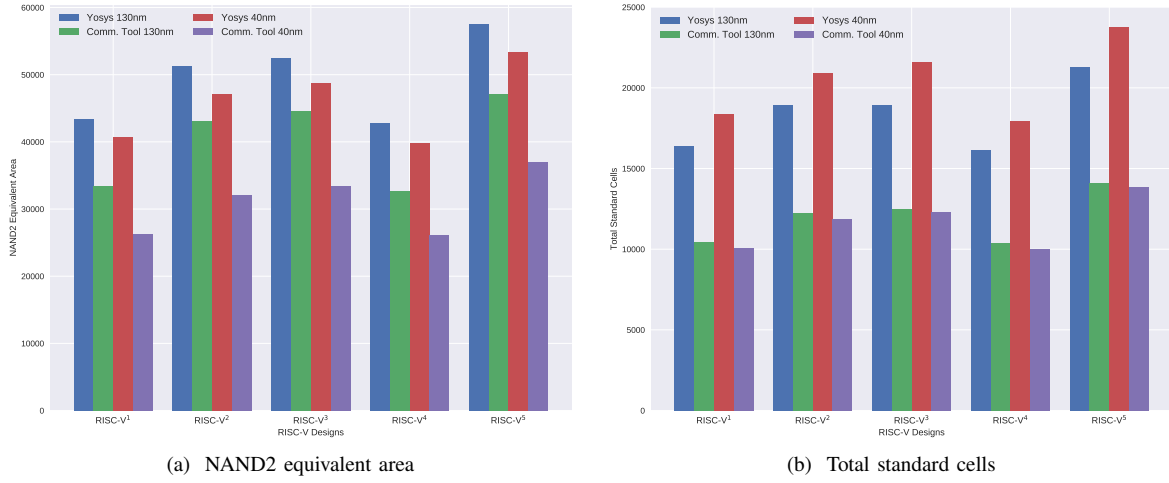 Yosys 130nm
Comm. Tool 130nm
Yosys 40nm
Comm. Tool 40nm
60000
50000
40000
30000
20000
10000
0
NAND2 Equivalent Area
RISC-V¹ RISC-V² RISC-V³ RISC-V⁴ RISC-V⁵
RISC-V Designs
(a) NAND2 equivalent area
Yosys 130nm
Comm. Tool 130nm
Yosys 40nm
Comm. Tool 40nm
25000
20000
15000
10000
5000
0
Total Standard Cells
RISC-V¹ RISC-V² RISC-V³ RISC-V⁴ RISC-V⁵
RISC-V Designs
(b) Total standard cells